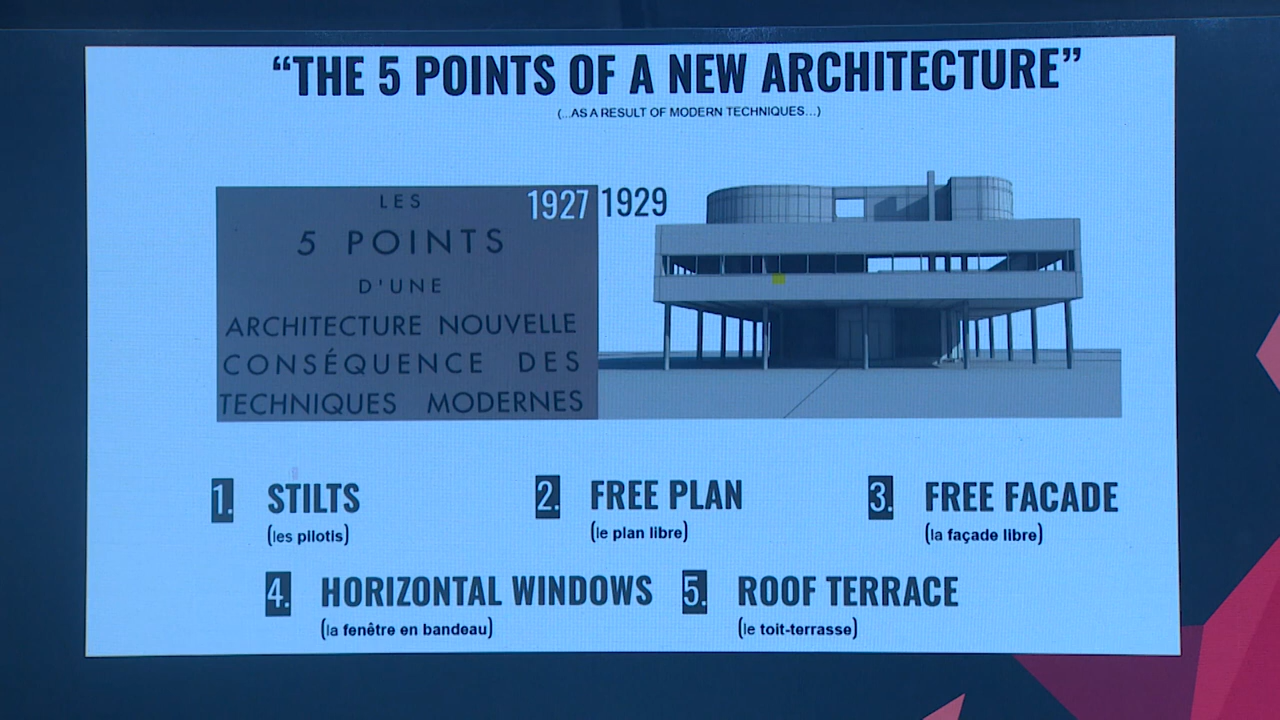 “THE 5 POINTS OF A NEW ARCHITECTURE”
(...AS A RESULT OF MODERN TECHNIQUES...)
1927 1929
LES
5 POINTS
D'UNE
ARCHITECTURE NOUVELLE
CONSÉQUENCE DES
TECHNIQUES MODERNES
1. STILTS
(les pilotis)
2. FREE PLAN
(le plan libre)
3. FREE FACADE
(la façade libre)
4. HORIZONTAL WINDOWS
(la fenêtre en bandeau)
5. ROOF TERRACE
(le toit-terrasse)